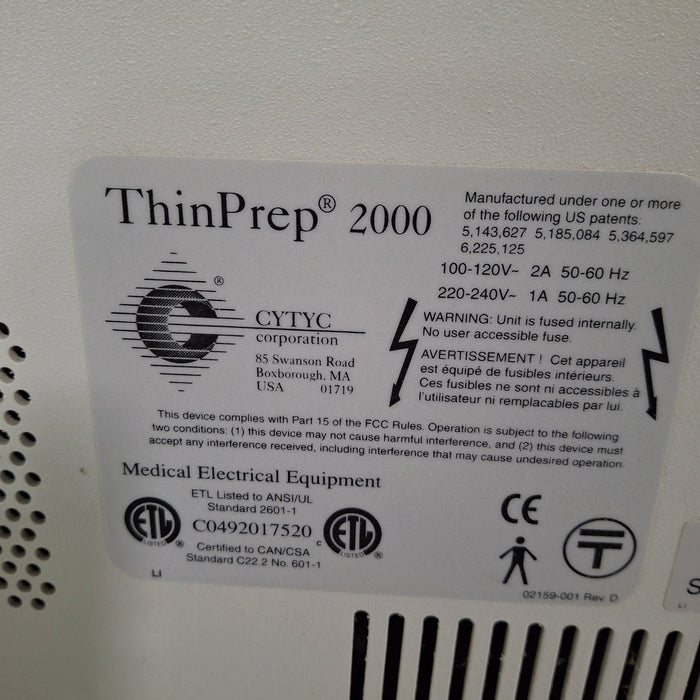 ThinPrep® 2000
Manufactured under one or more
of the following US patents:
5,143,627 5,185,084 5,364,597
6,225,125
100-120V~ 2A 50-60 Hz
220-240V~ 1A 50-60 Hz
®
C
CYTYC
corporation
85 Swanson Road
Boxborough, MA
USA 01719
WARNING: Unit is fused internally.
No user accessible fuse.
AVERTISSEMENT ! Cet appareil
est équipé de fusibles intérieurs.
Ces fusibles ne sont ni accessibles à
l'utilisateur ni remplacables par lui.
This device complies with Part 15 of the FCC Rules. Operation is subject to the following
two conditions: (1) this device may not cause harmful interference, and (2) this device must
accept any interference received, including interference that may cause undesired operation.
Medical Electrical Equipment
ETL Listed to ANSI/UL
Standard 2601-1
ETL LISTED ®
C0492017520
c ETL LISTED ®
Certified to CAN/CSA
Standard C22.2 No. 601-1
LI
CE
T
02159-001 Rev. D
S
LI